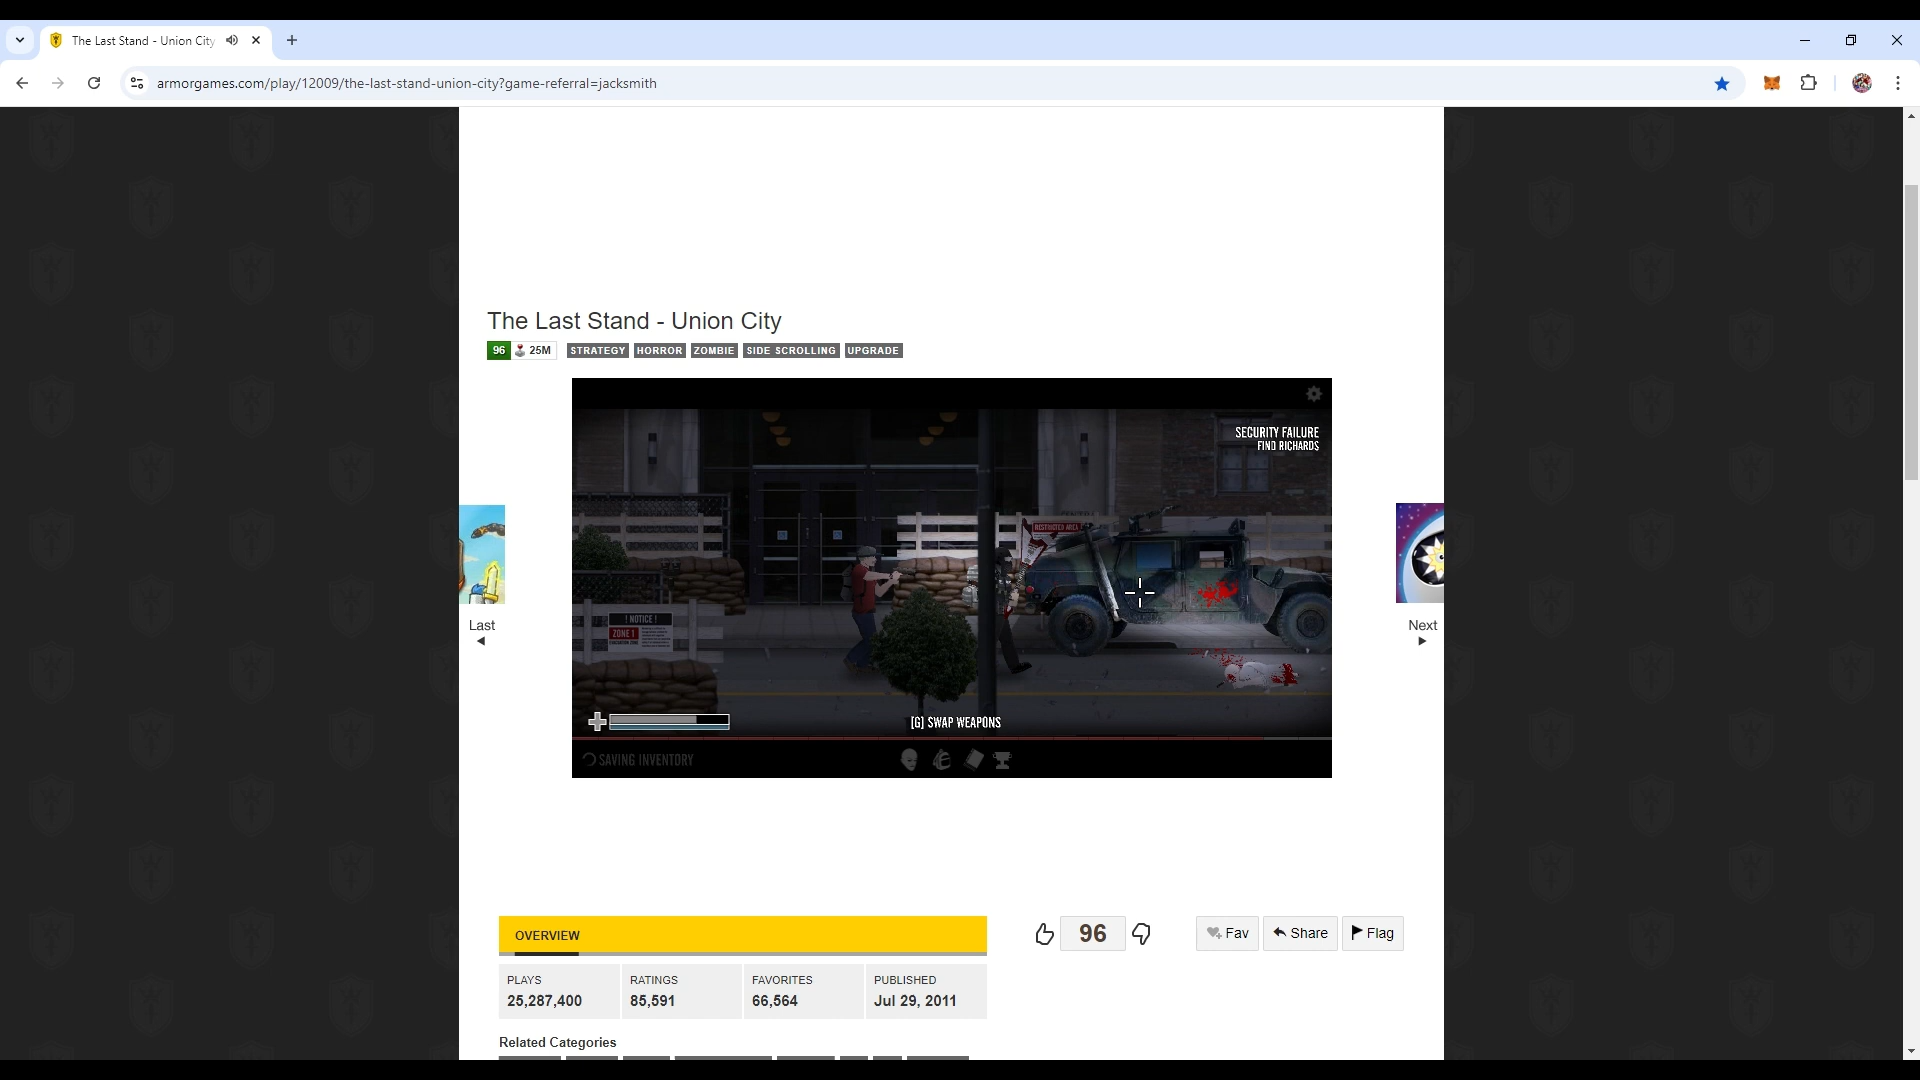 The Last Stand - Union City
armorgames.com/play/12009/the-last-stand-union-city?game-referral=jacksmith
The Last Stand - Union City
96 25M STRATEGY HORROR ZOMBIE SIDE SCROLLING UPGRADE
SECURITY FAILURE
FIND RICHARDS
RESTRICTED AREA
! NOTICE !
ZONE 1
Last
Next
[G] SWAP WEAPONS
SAVING INVENTORY
OVERVIEW
96
Fav
Share
Flag
PLAYS
25,287,400
RATINGS
85,591
FAVORITES
66,564
PUBLISHED
Jul 29, 2011
Related Categories